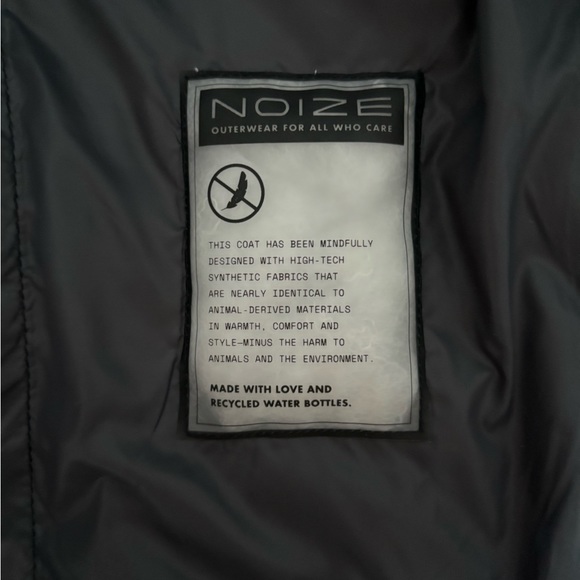 NOIZE
OUTERWEAR FOR ALL WHO CARE
THIS COAT HAS BEEN MINDFULLY
DESIGNED WITH HIGH-TECH
SYNTHETIC FABRICS THAT
ARE NEARLY IDENTICAL TO
ANIMAL-DERIVED MATERIALS
IN WARMTH, COMFORT AND
STYLE—MINUS THE HARM TO
ANIMALS AND THE ENVIRONMENT.
MADE WITH LOVE AND
RECYCLED WATER BOTTLES.